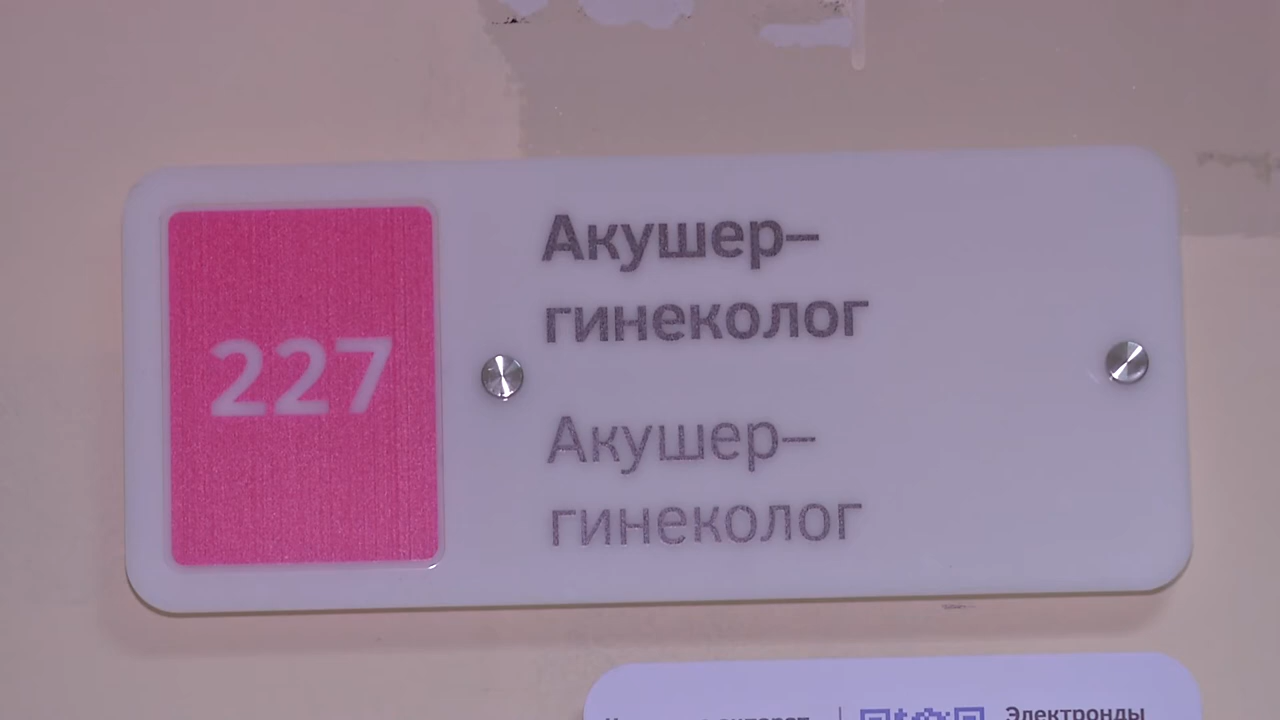 227
Акушер–
гинеколог
Акушер–
гинеколог
Электронды